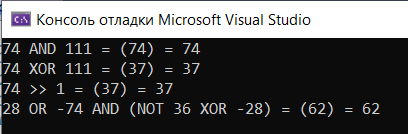 Консоль отладки Microsoft Visual Studio
74 AND 111 = (74) = 74
74 XOR 111 = (37) = 37
74 >> 1 = (37) = 37
28 OR -74 AND (NOT 36 XOR -28) = (62) = 62